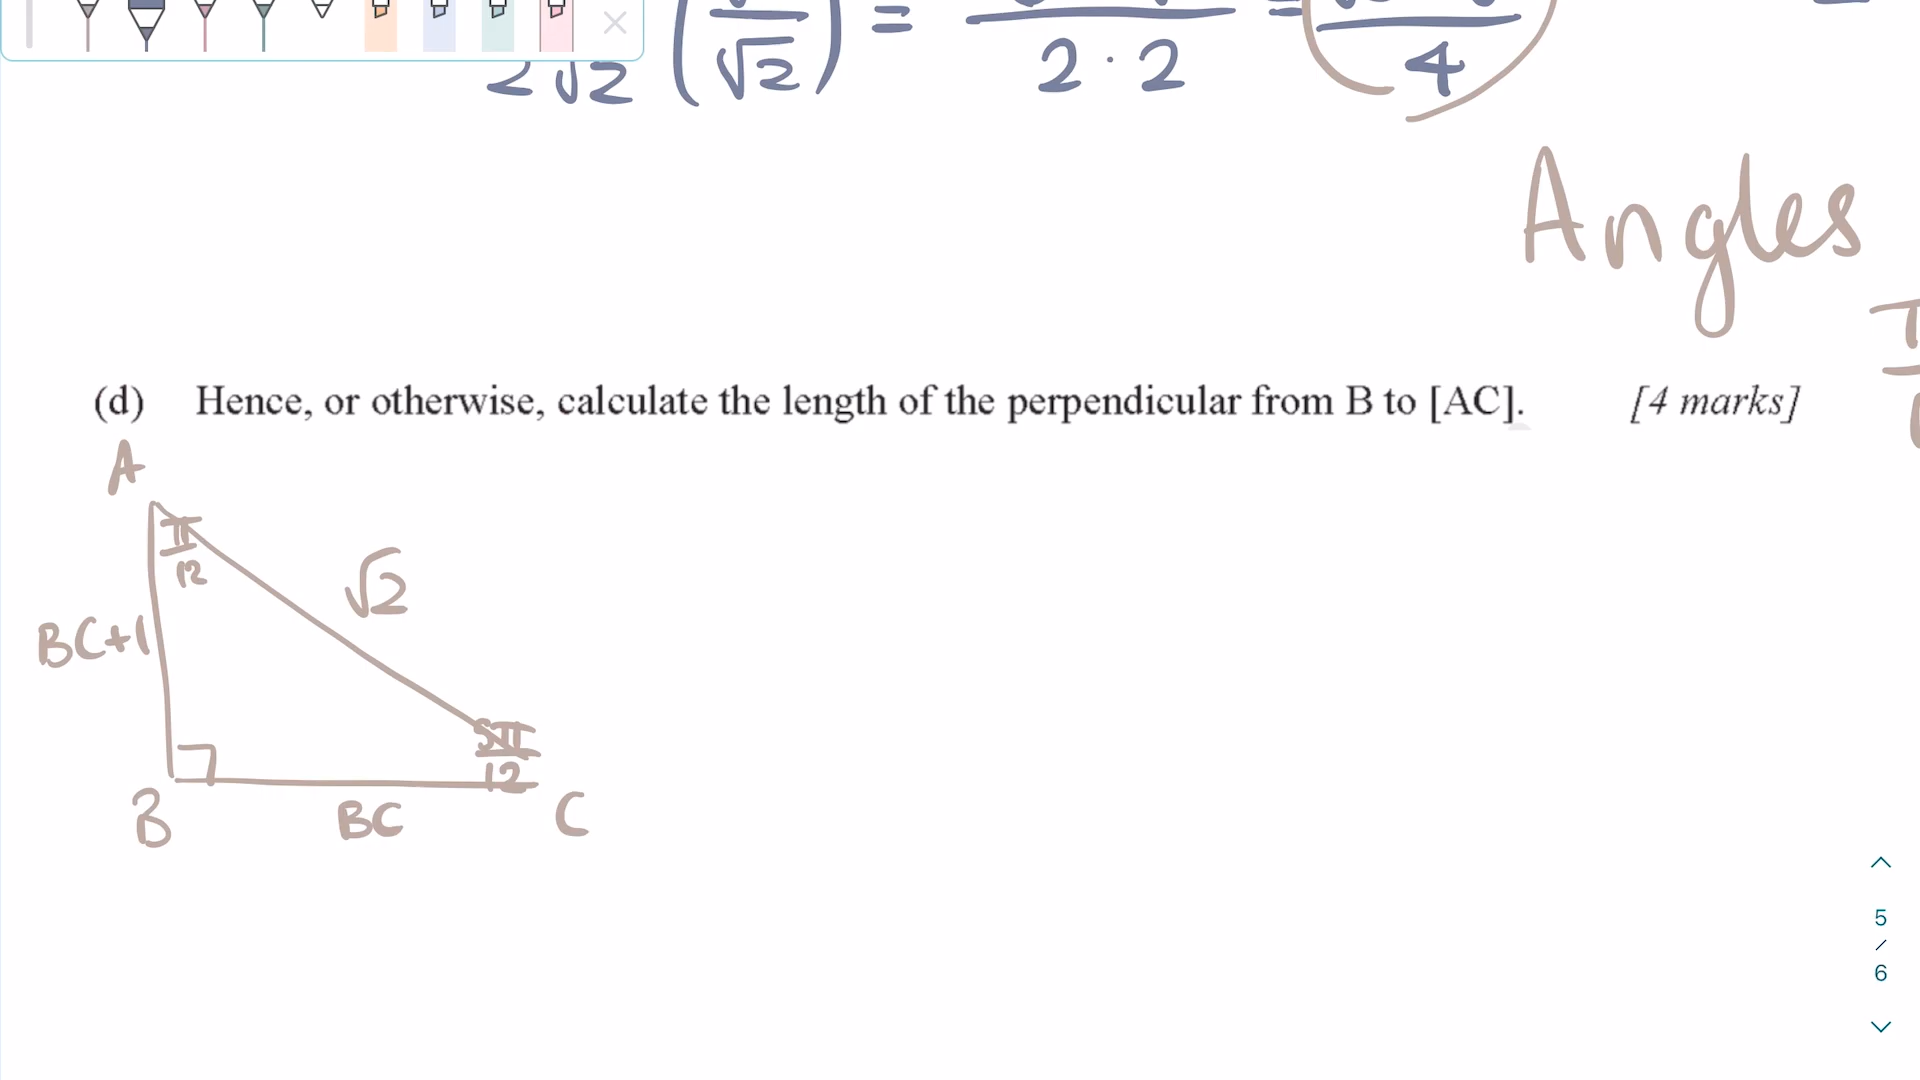 2√2 ( √2 ) = 2 · 2 = 4
Angles
(d) Hence, or otherwise, calculate the length of the perpendicular from B to [AC]. [4 marks]
A
π
12
√2
BC+1
5π
12
B
BC
C
5
/
6